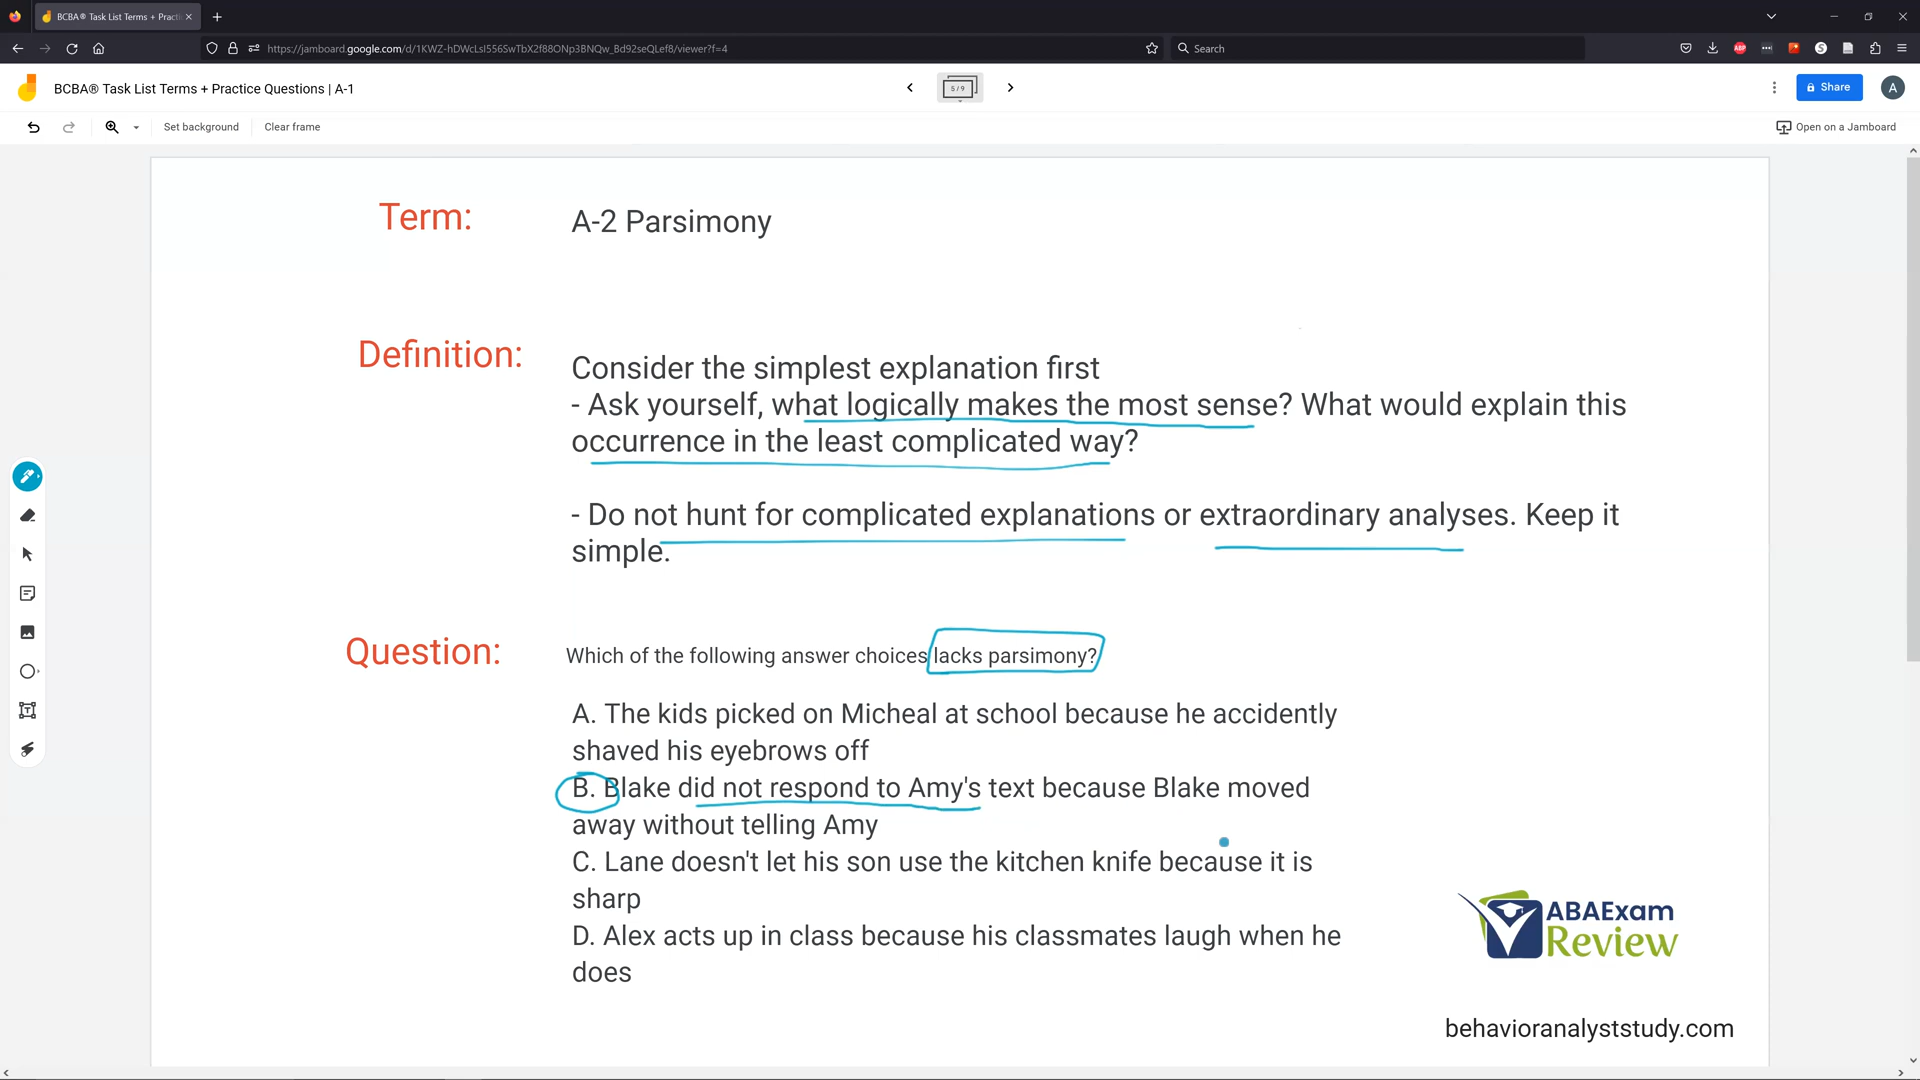 BCBA® Task List Terms + Practi
https://jamboard.google.com/d/1KWZ-hDWcLsI556SwTbX2f88ONp3BNQw_Bd92seQLef8/viewer?f=4
Search
ABP
BCBA® Task List Terms + Practice Questions | A-1
5 / 9
Share
A
Set background
Clear frame
Open on a Jamboard
Term:
A-2 Parsimony
Definition:
Consider the simplest explanation first
- Ask yourself, what logically makes the most sense? What would explain this
occurrence in the least complicated way?
- Do not hunt for complicated explanations or extraordinary analyses. Keep it
simple.
Question:
Which of the following answer choices lacks parsimony?
A. The kids picked on Micheal at school because he accidently
shaved his eyebrows off
B. Blake did not respond to Amy's text because Blake moved
away without telling Amy
C. Lane doesn't let his son use the kitchen knife because it is
sharp
D. Alex acts up in class because his classmates laugh when he
does
ABAExam
Review
behavioranalyststudy.com